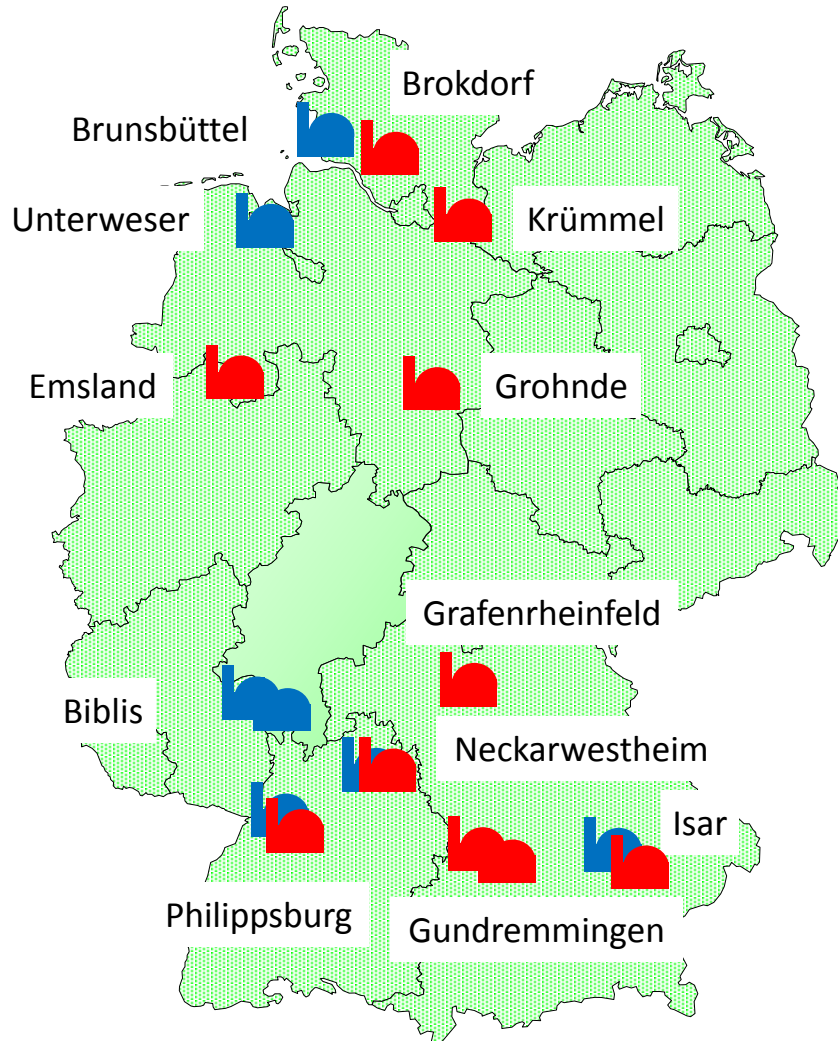 Brokdorf
Brunsbüttel
Unterweser
Krümmel
Emsland
Grohnde
Grafenrheinfeld
Biblis
Neckarwestheim
Isar
Philippsburg
Gundremmingen